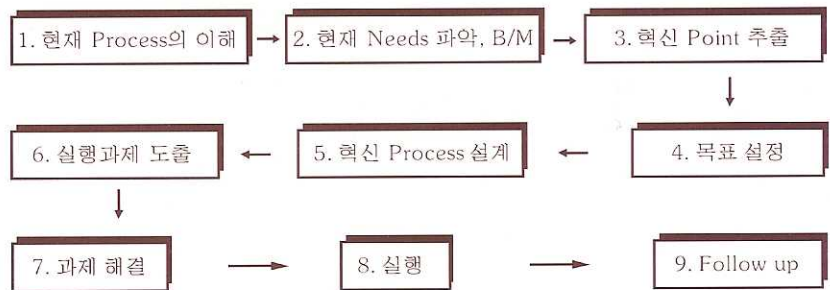 1. 현재 Process의 이해
2. 현재 Needs 파악, B/M
3. 혁신 Point 추출
4. 목표 설정
5. 혁신 Process 설계
6. 실행과제 도출
7. 과제 해결
8. 실행
9. Follow up